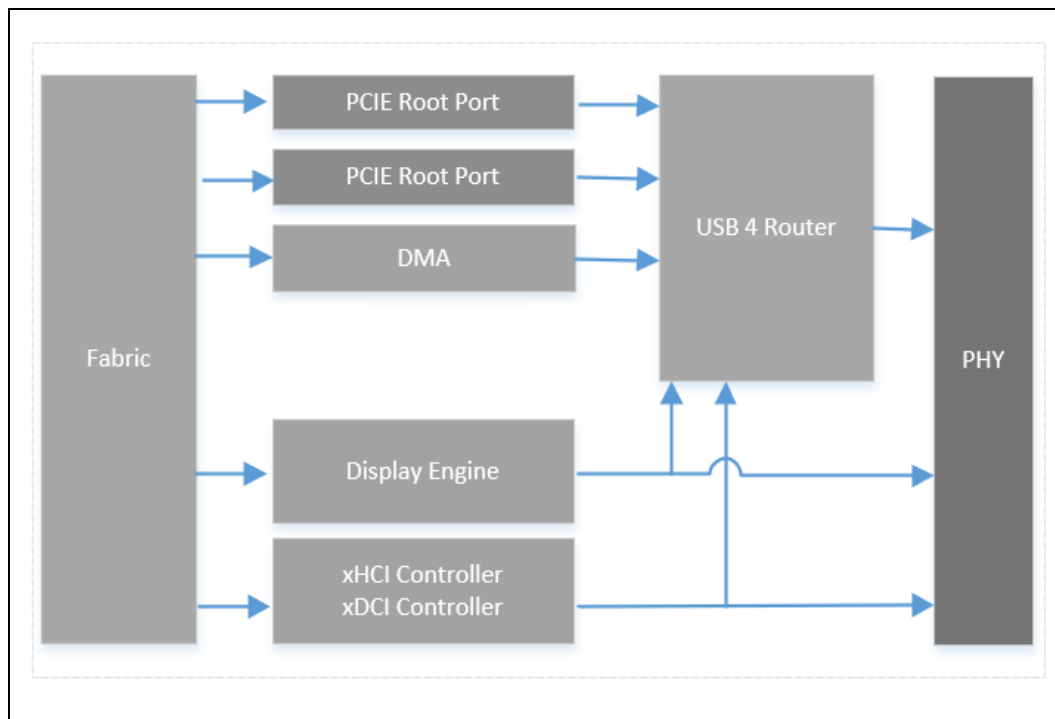 PCIE Root Port
PCIE Root Port
DMA
USB 4 Router
Fabric
PHY
Display Engine
xHCI Controller
xDCI Controller